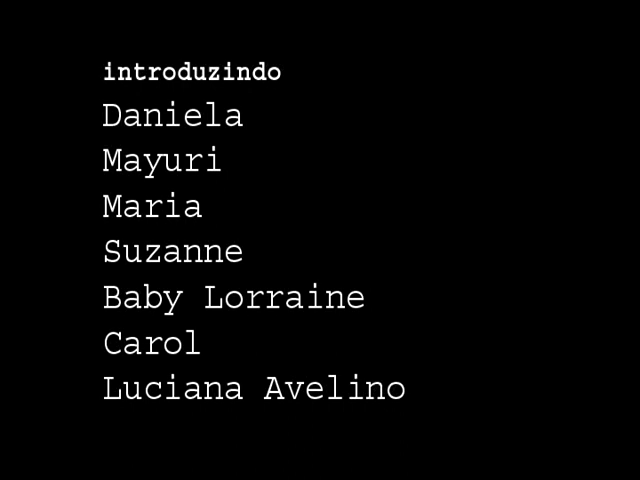 introduzindo
Daniela
Mayuri
Maria
Suzanne
Baby Lorraine
Carol
Luciana Avelino